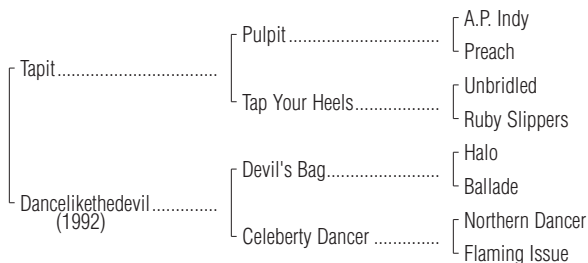 A.P. Indy
Pulpit
Preach
Tapit
Unbridled
Tap Your Heels
Ruby Slippers
Halo
Devil's Bag
Ballade
Dancelikethedevil
(1992)
Northern Dancer
Celeberty Dancer
Flaming Issue